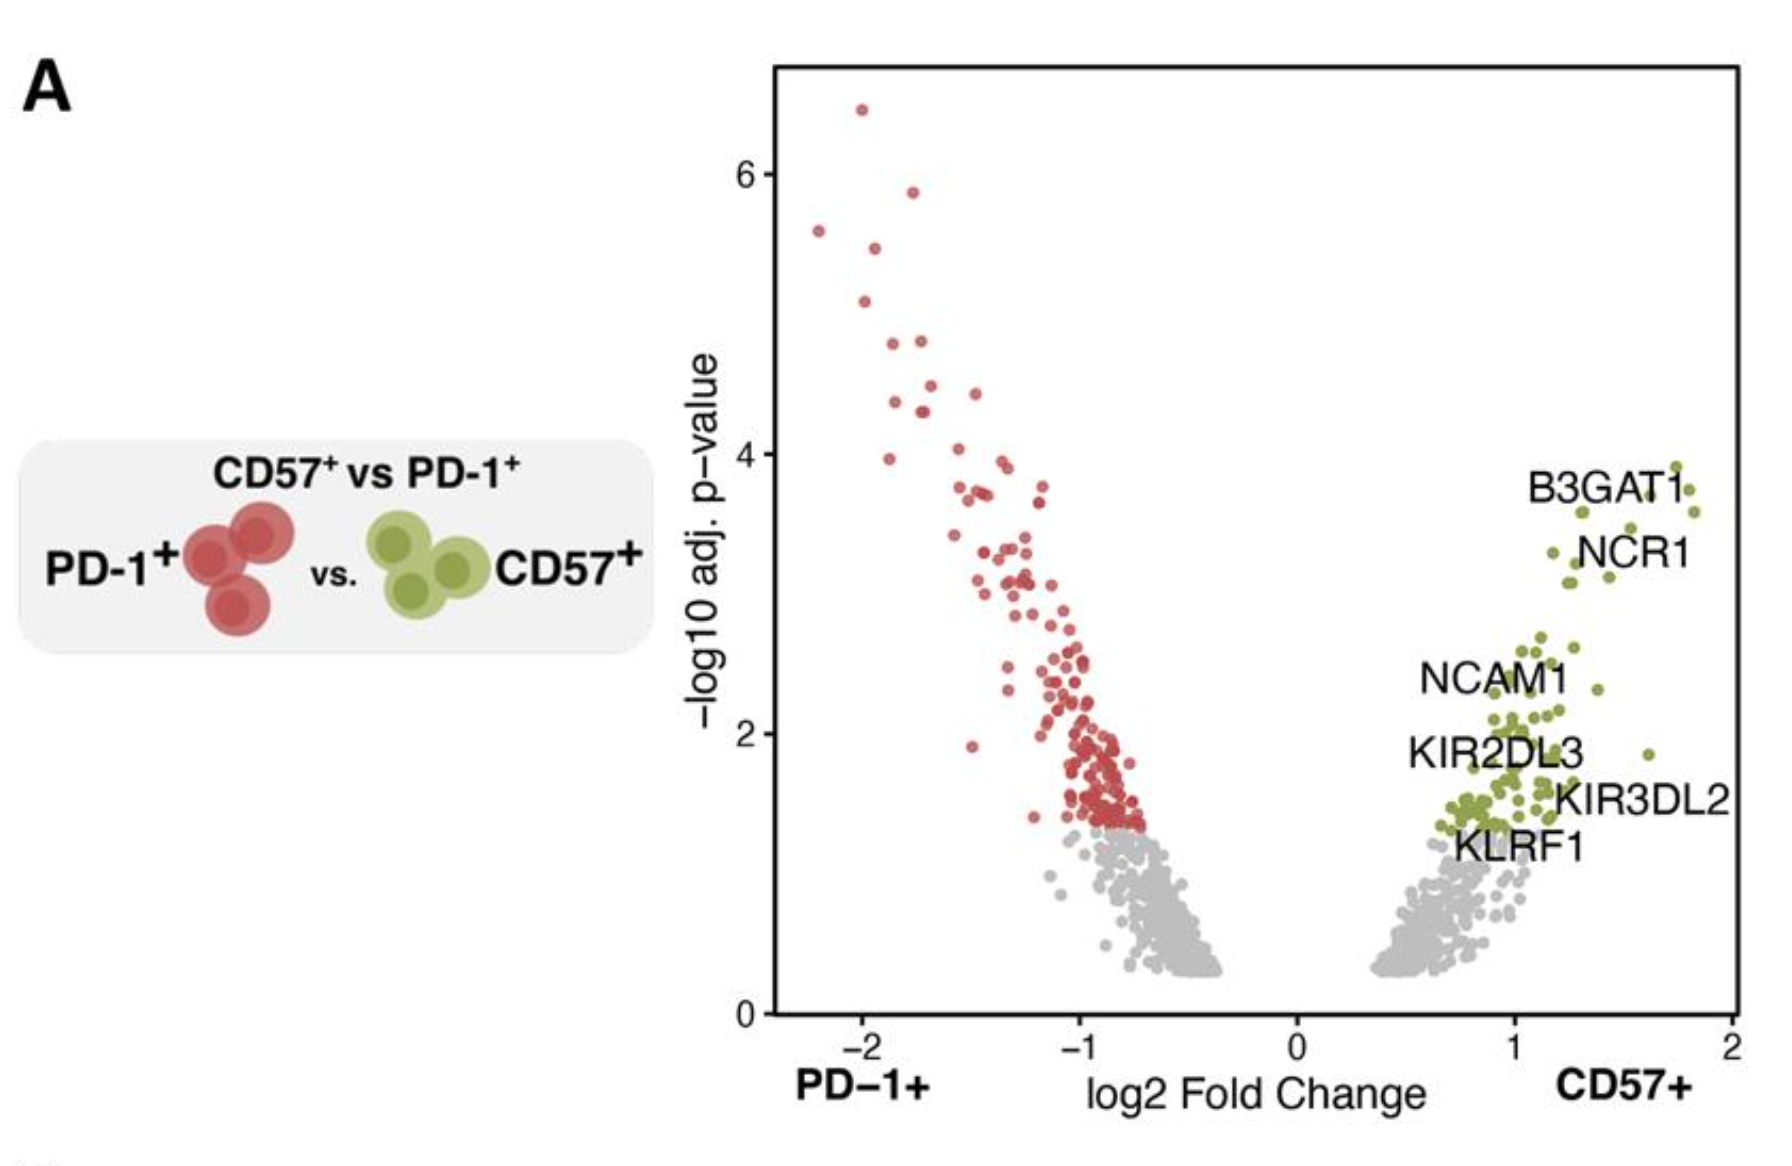 A
CD57+ vs PD-1+
PD-1+ vs. CD57+
−log10 adj. p−value
6
4
2
0
B3GAT1
NCR1
NCAM1
KIR2DL3
KIR3DL2
KLRF1
−2 −1 0 1 2
PD−1+ log2 Fold Change CD57+